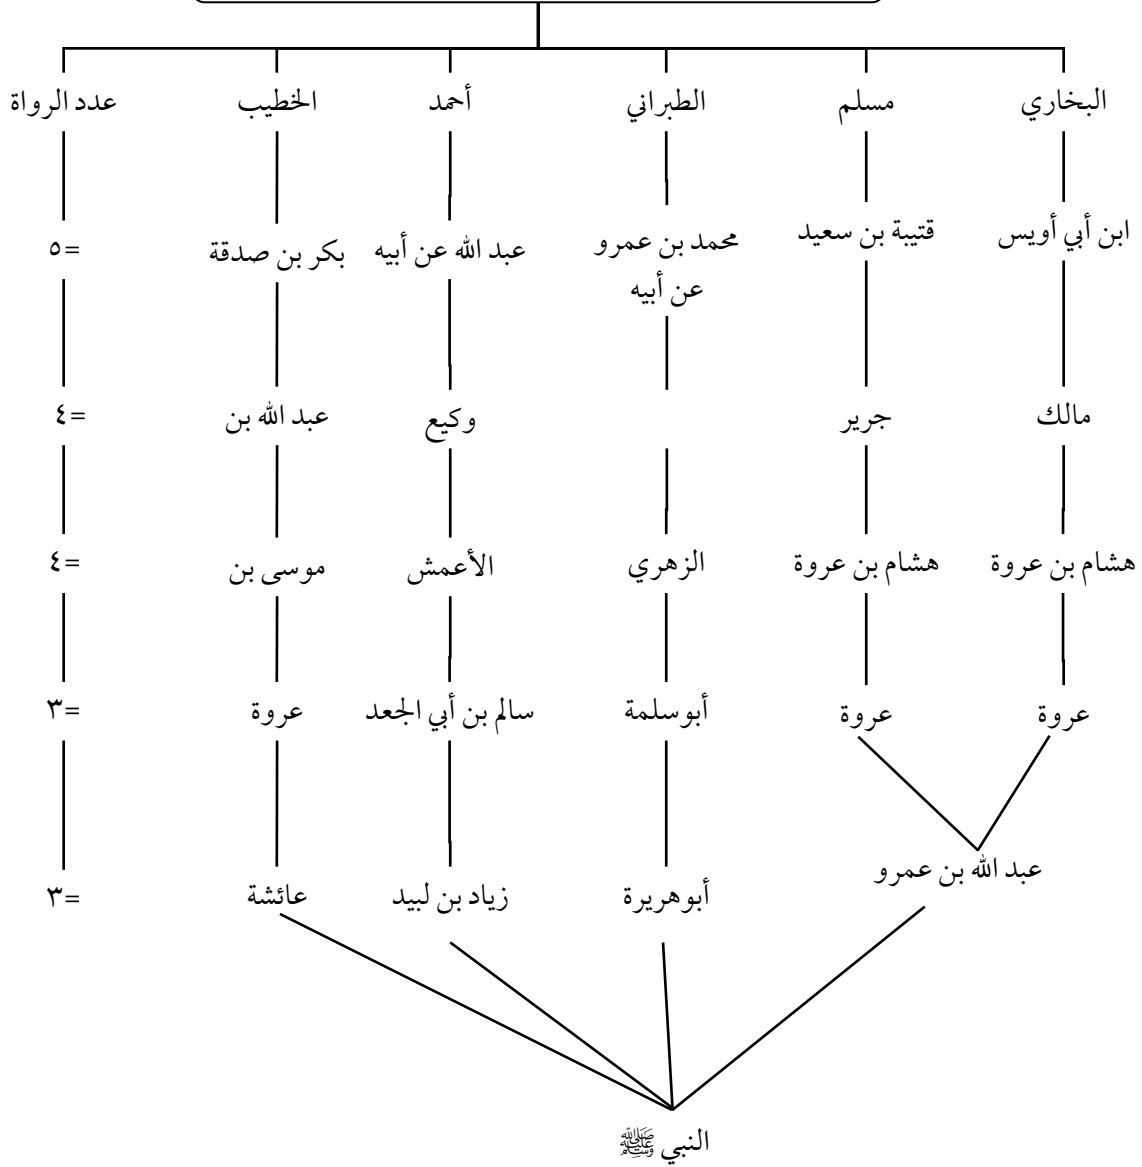 البخاري
مسلم
الطبراني
أحمد
الخطيب
عدد الرواة
ابن أبي أويس
قتيبة بن سعيد
محمد بن عمرو
عن أبيه
عبد الله عن أبيه
بكر بن صدقة
=٥
مالك
جرير
وكيع
عبد الله بن
=٤
هشام بن عروة
هشام بن عروة
الزهري
الأعمش
موسى بن
=٤
عروة
عروة
أبوسلمة
سالم بن أبي الجعد
عروة
=٣
عبد الله بن عمرو
أبوهريرة
زياد بن لبيد
عائشة
=٣
النبي ﷺ